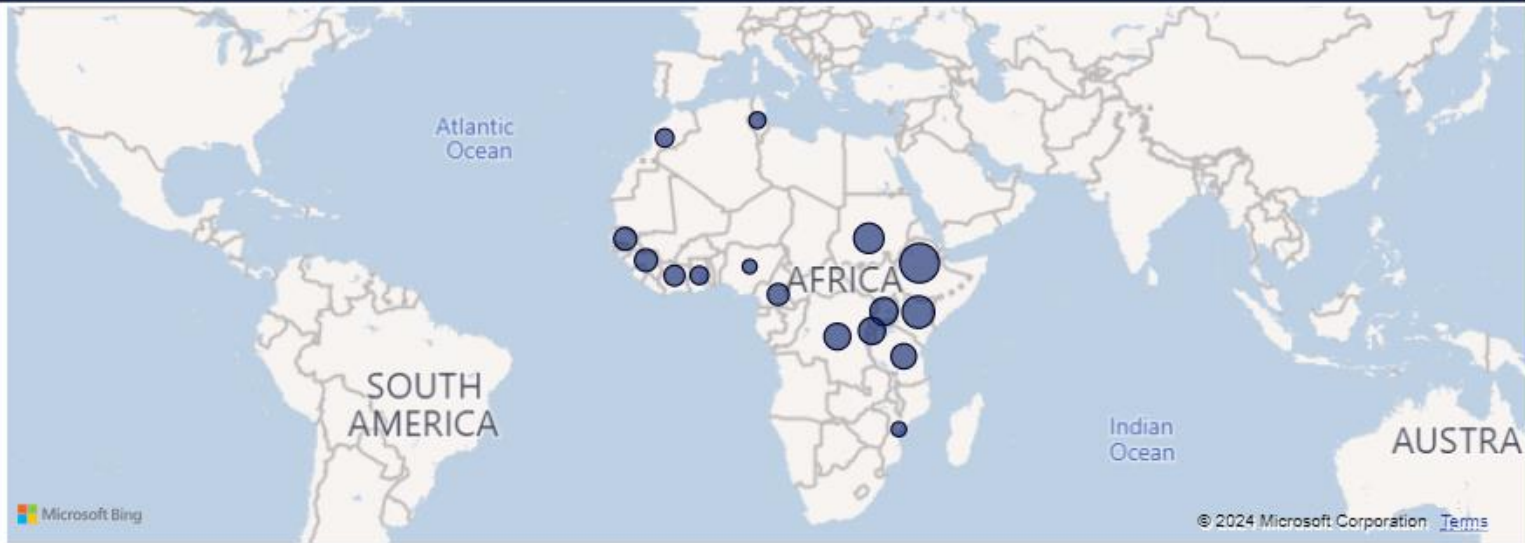 Atlantic
Ocean
AFRICA
SOUTH
AMERICA
Indian
Ocean
AUSTRA
Microsoft Bing
© 2024 Microsoft Corporation Terms